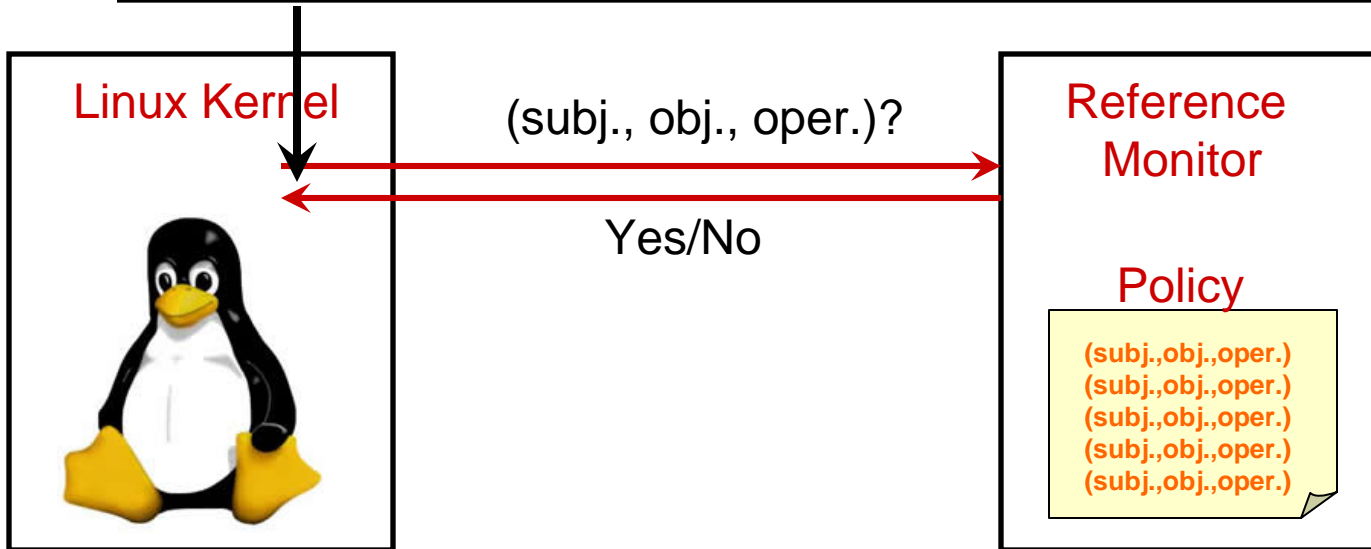 Linux Kernel
(subj., obj., oper.)?
Yes/No
Reference
Monitor
Policy
(subj.,obj.,oper.)
(subj.,obj.,oper.)
(subj.,obj.,oper.)
(subj.,obj.,oper.)
(subj.,obj.,oper.)